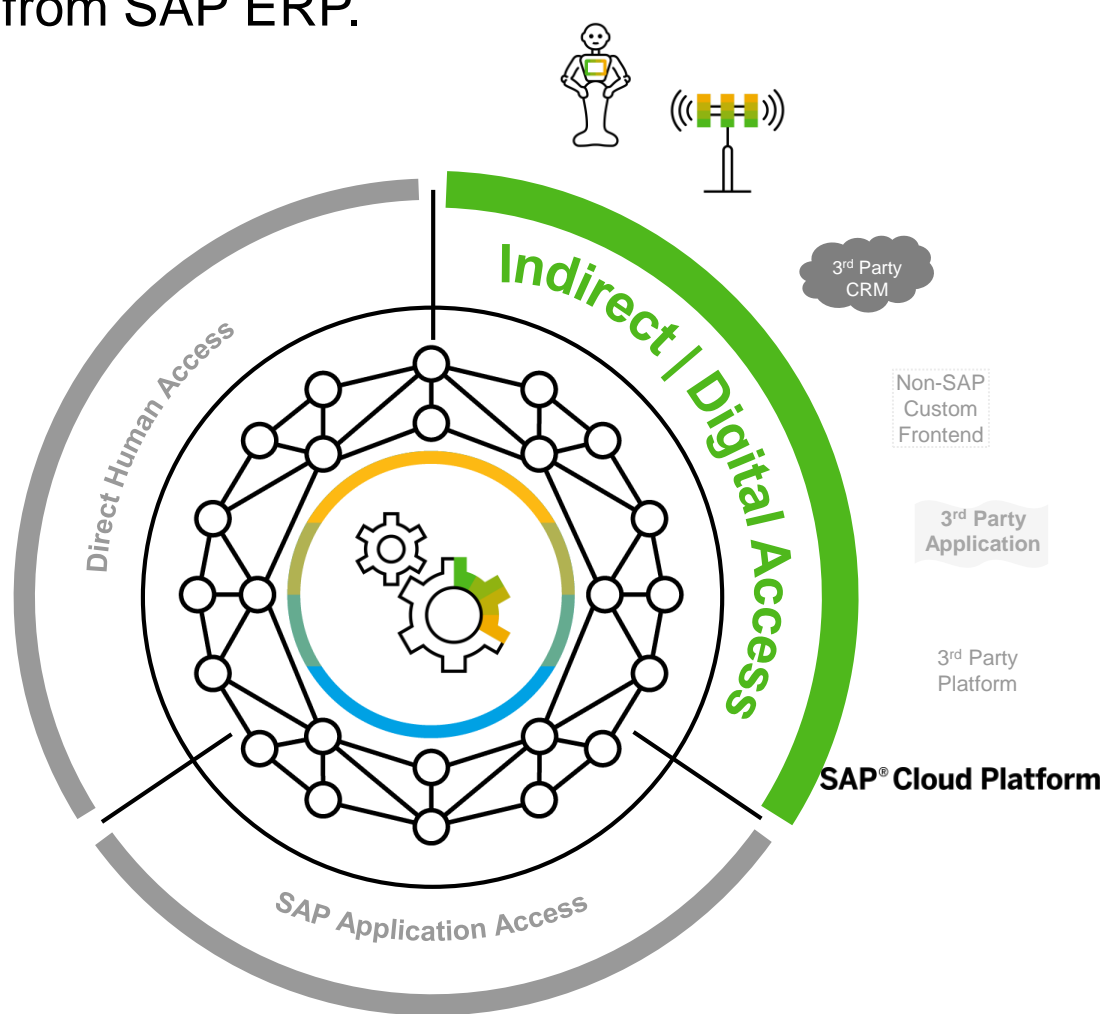 from SAP ERP.
Indirect | Digital Access
3rd Party
CRM
Direct Human Access
Non-SAP
Custom
Frontend
3rd Party
Application
3rd Party
Platform
SAP® Cloud Platform
SAP Application Access